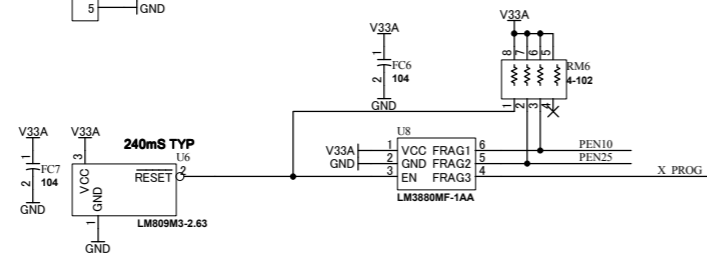 5 GND
V33A
V33A
8 7 6 5
1 2
FC6
104
RM6
4-102
GND
1 2 3 4
V33A V33A
240mS TYP
U6
U8
1 2
FC7
104
3
VCC
GND
RESET 2
V33A 1 VCC FRAG1 6 PEN10
GND 2 GND FRAG2 5 PEN25
3 EN FRAG3 4 X_PROG
LM3880MF-1AA
GND
1
LM809M3-2.63
GND